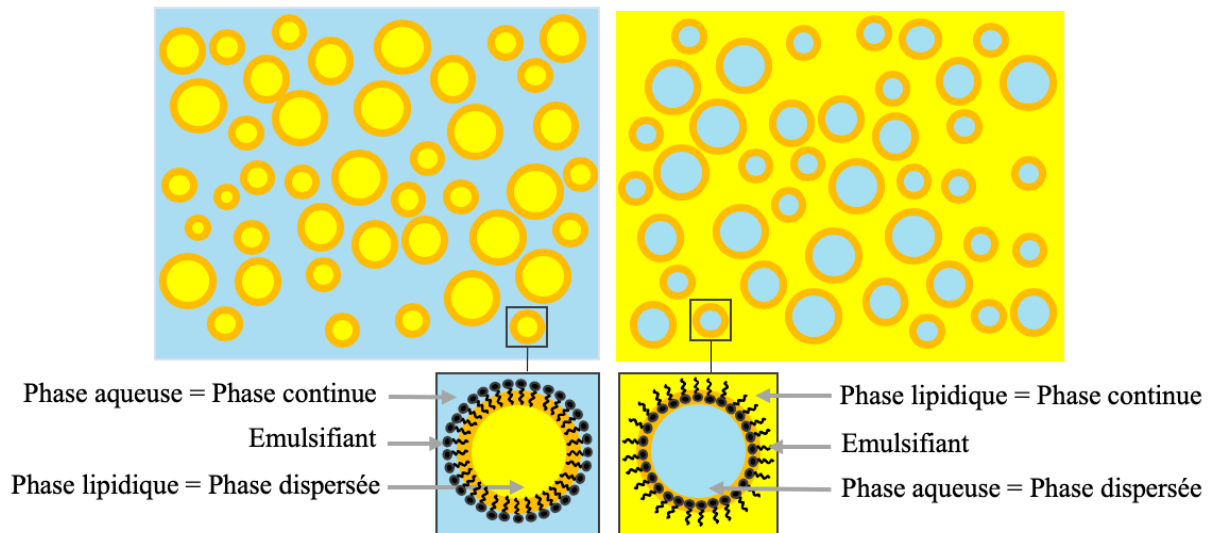 Phase aqueuse = Phase continue
Emulsifiant
Phase lipidique = Phase dispersée
Phase lipidique = Phase continue
Emulsifiant
Phase aqueuse = Phase dispersée